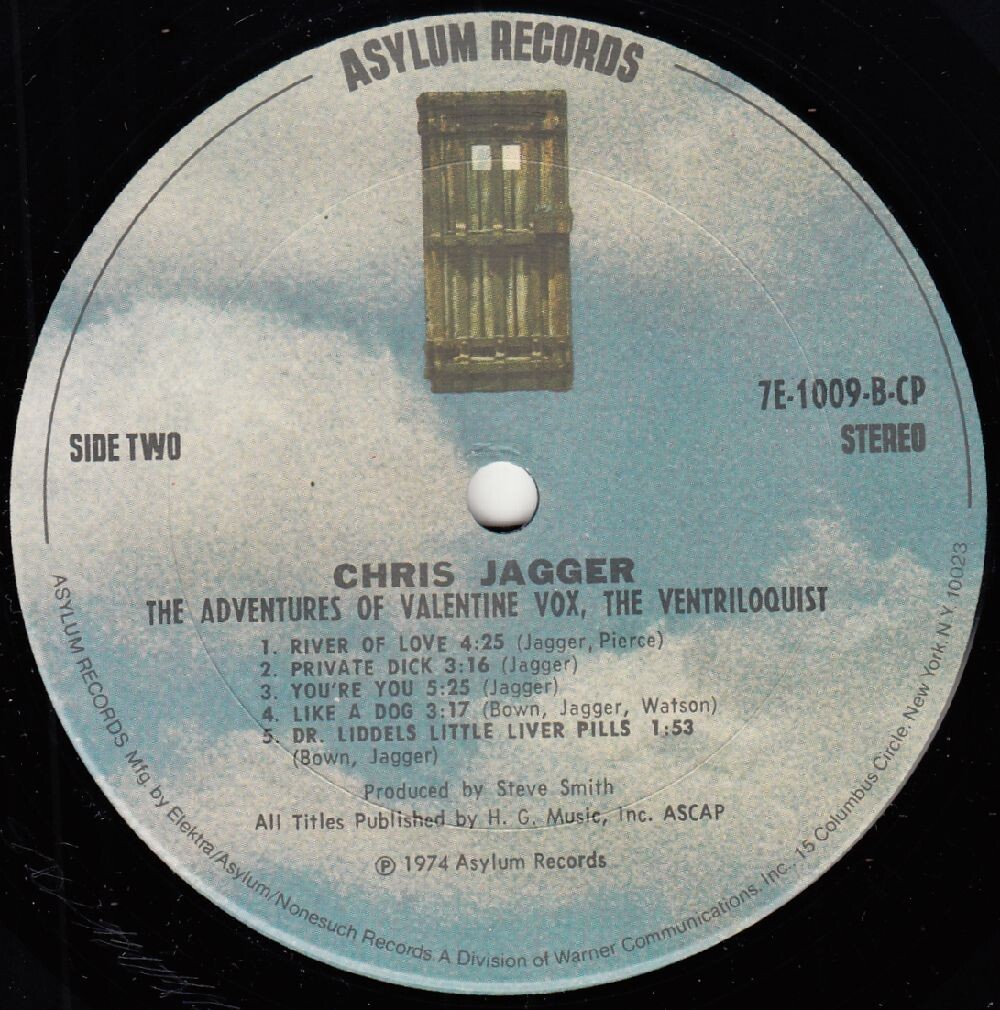 ASYLUM RECORDS
7E-1009-B-CP
SIDE TWO
STEREO
CHRIS JAGGER
THE ADVENTURES OF VALENTINE VOX, THE VENTRILOQUIST
1. RIVER OF LOVE 4:25 (Jagger, Pierce)
2. PRIVATE DICK 3:16 (Jagger)
3. YOU'RE YOU 5:25 (Jagger)
4. LIKE A DOG 3:17 (Bown, Jagger, Watson)
5. DR. LIDDELS LITTLE LIVER PILLS 1:53
(Bown, Jagger)
Produced by Steve Smith
All Titles Published by H. G. Music, Inc. ASCAP
℗ 1974 Asylum Records
ASYLUM RECORDS Mfg. by Elektra/Asylum/Nonesuch Records. A Division of Warner Communications, Inc., 15 Columbus Circle, New York N.Y. 10023